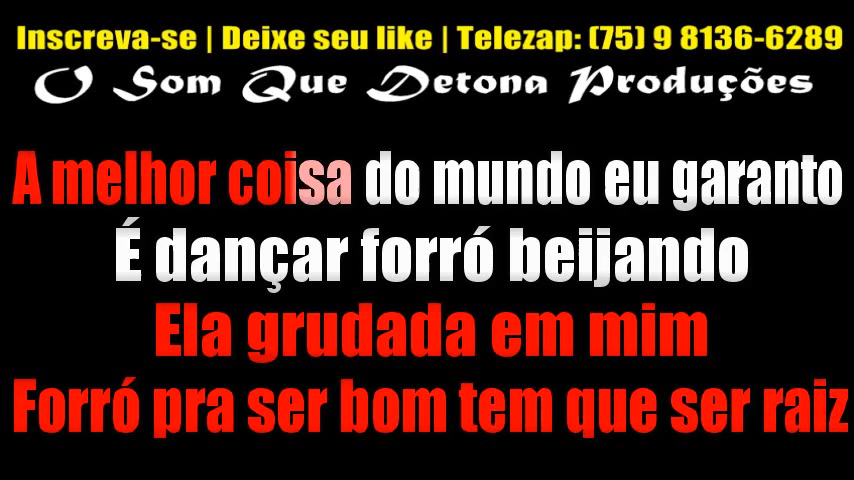 Inscreva-se | Deixe seu like | Telezap: (75) 9 8136-6289
O Som Que Detona Produções
A melhor coisa do mundo eu garanto
É dançar forró beijando
Ela grudada em mim
Forró pra ser bom tem que ser raiz